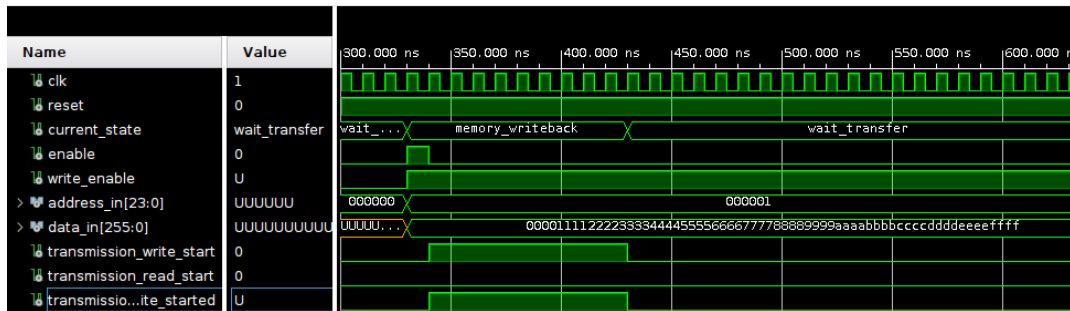 Name Value 300.000 ns 350.000 ns 400.000 ns 450.000 ns 500.000 ns 550.000 ns 600.000 n
clk 1
reset 0
current_state wait_transfer wait_... memory_writeback wait_transfer
enable 0
write_enable U
address_in[23:0] UUUUUU 000000 000001
data_in[255:0] UUUUUUUUUU UUUUU... 0000111122223333444455556666777788889999aaaabbbbccccddddeeeeffff
transmission_write_start 0
transmission_read_start 0
transmissio...ite_started U